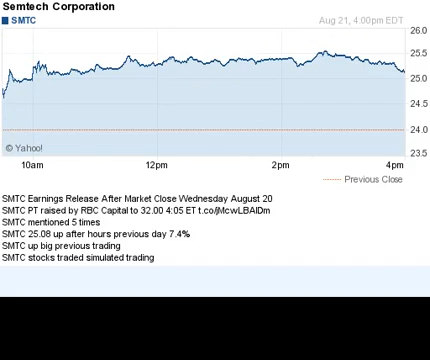 Semtech Corporation
SMTC
Aug 21, 4:00pm EDT
26.0
25.5
25.0
24.5
24.0
23.5
© Yahoo!
10am 12pm 2pm 4pm
Previous Close
SMTC Earnings Release After Market Close Wednesday August 20
SMTC PT raised by RBC Capital to 32.00 4:05 ET t.co/jMcwLBAIDm
SMTC mentioned 5 times
SMTC 25.08 up after hours previous day 7.4%
SMTC up big previous trading
SMTC stocks traded simulated trading